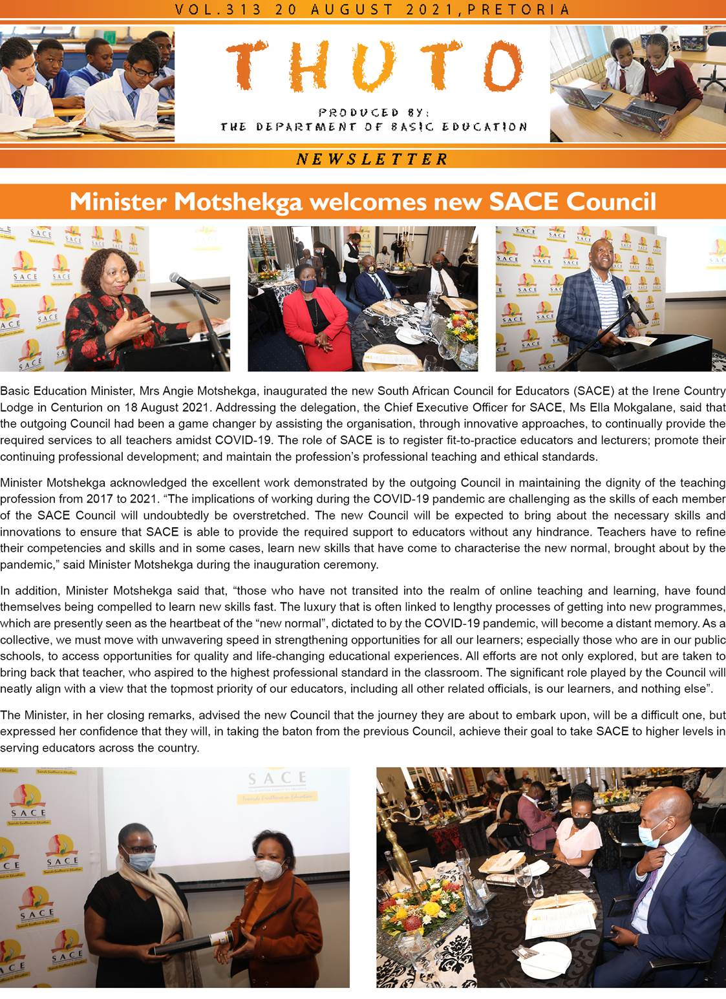 VOL.313 20 AUGUST 2021,PRETORIA
THUTO
PRODUCED BY:
THE DEPARTMENT OF BASIC EDUCATION
NEWSLETTER
Minister Motshekga welcomes new SACE Council
SACE
SACE
SACE
Basic Education Minister, Mrs Angie Motshekga, inaugurated the new South African Council for Educators (SACE) at the Irene Country
Lodge in Centurion on 18 August 2021. Addressing the delegation, the Chief Executive Officer for SACE, Ms Ella Mokgalane, said that
the outgoing Council had been a game changer by assisting the organisation, through innovative approaches, to continually provide the
required services to all teachers amidst COVID-19. The role of SACE is to register fit-to-practice educators and lecturers; promote their
continuing professional development; and maintain the profession’s professional teaching and ethical standards.
Minister Motshekga acknowledged the excellent work demonstrated by the outgoing Council in maintaining the dignity of the teaching
profession from 2017 to 2021. “The implications of working during the COVID-19 pandemic are challenging as the skills of each member
of the SACE Council will undoubtedly be overstretched. The new Council will be expected to bring about the necessary skills and
innovations to ensure that SACE is able to provide the required support to educators without any hindrance. Teachers have to refine
their competencies and skills and in some cases, learn new skills that have come to characterise the new normal, brought about by the
pandemic,” said Minister Motshekga during the inauguration ceremony.
In addition, Minister Motshekga said that, “those who have not transited into the realm of online teaching and learning, have found
themselves being compelled to learn new skills fast. The luxury that is often linked to lengthy processes of getting into new programmes,
which are presently seen as the heartbeat of the “new normal”, dictated to by the COVID-19 pandemic, will become a distant memory. As a
collective, we must move with unwavering speed in strengthening opportunities for all our learners; especially those who are in our public
schools, to access opportunities for quality and life-changing educational experiences. All efforts are not only explored, but are taken to
bring back that teacher, who aspired to the highest professional standard in the classroom. The significant role played by the Council will
neatly align with a view that the topmost priority of our educators, including all other related officials, is our learners, and nothing else”.
The Minister, in her closing remarks, advised the new Council that the journey they are about to embark upon, will be a difficult one, but
expressed her confidence that they will, in taking the baton from the previous Council, achieve their goal to take SACE to higher levels in
serving educators across the country.
SACE
Towards Excellence in Education
SACE
SACE
SACE
SACE